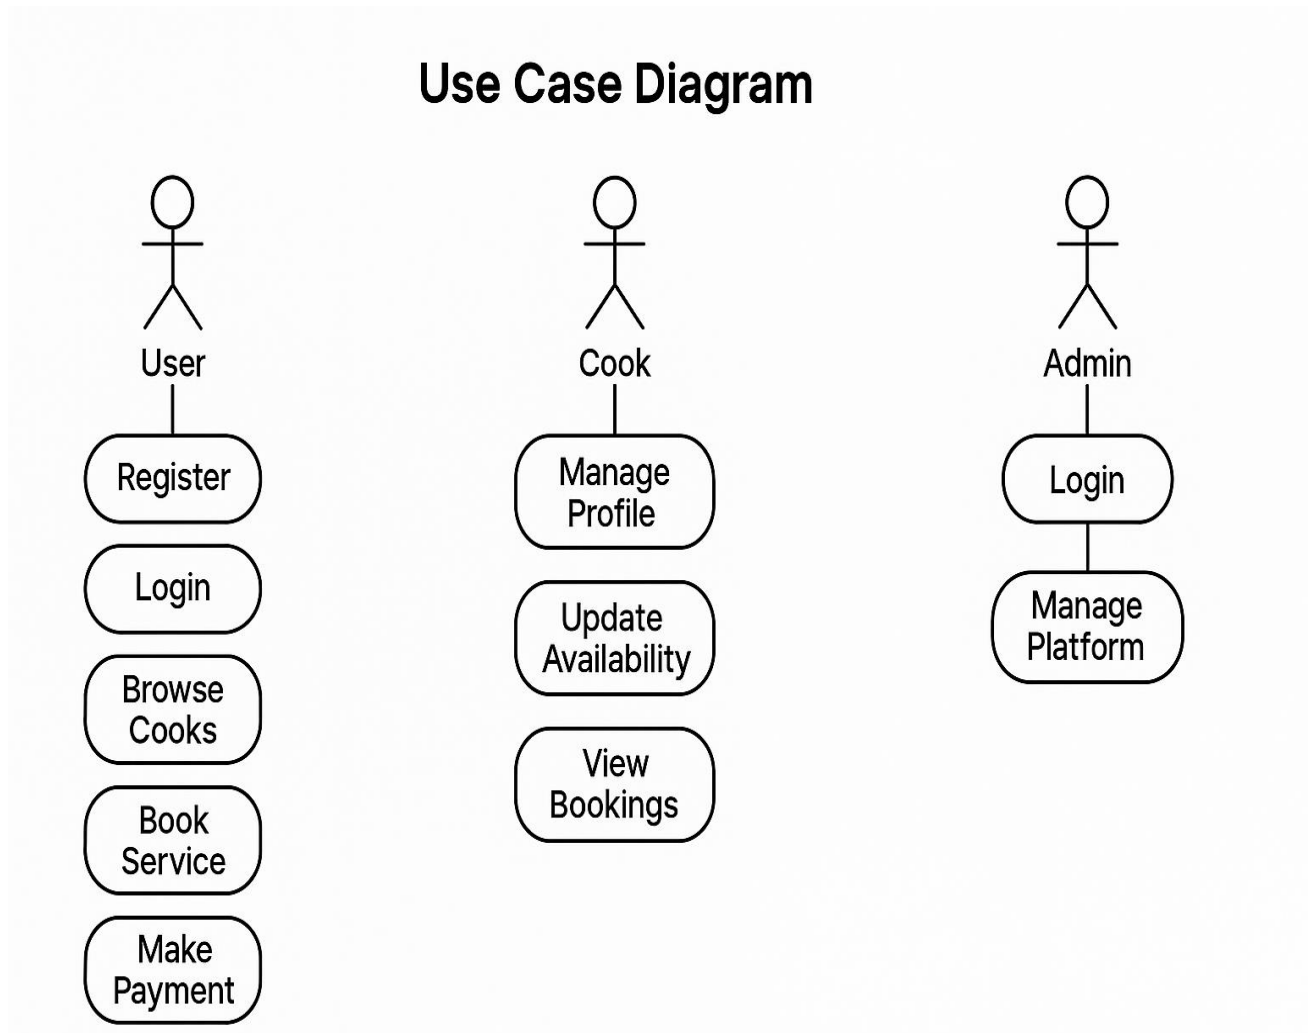 Use Case Diagram
User
Register
Login
Browse
Cooks
Book
Service
Make
Payment
Cook
Manage
Profile
Update
Availability
View
Bookings
Admin
Login
Manage
Platform